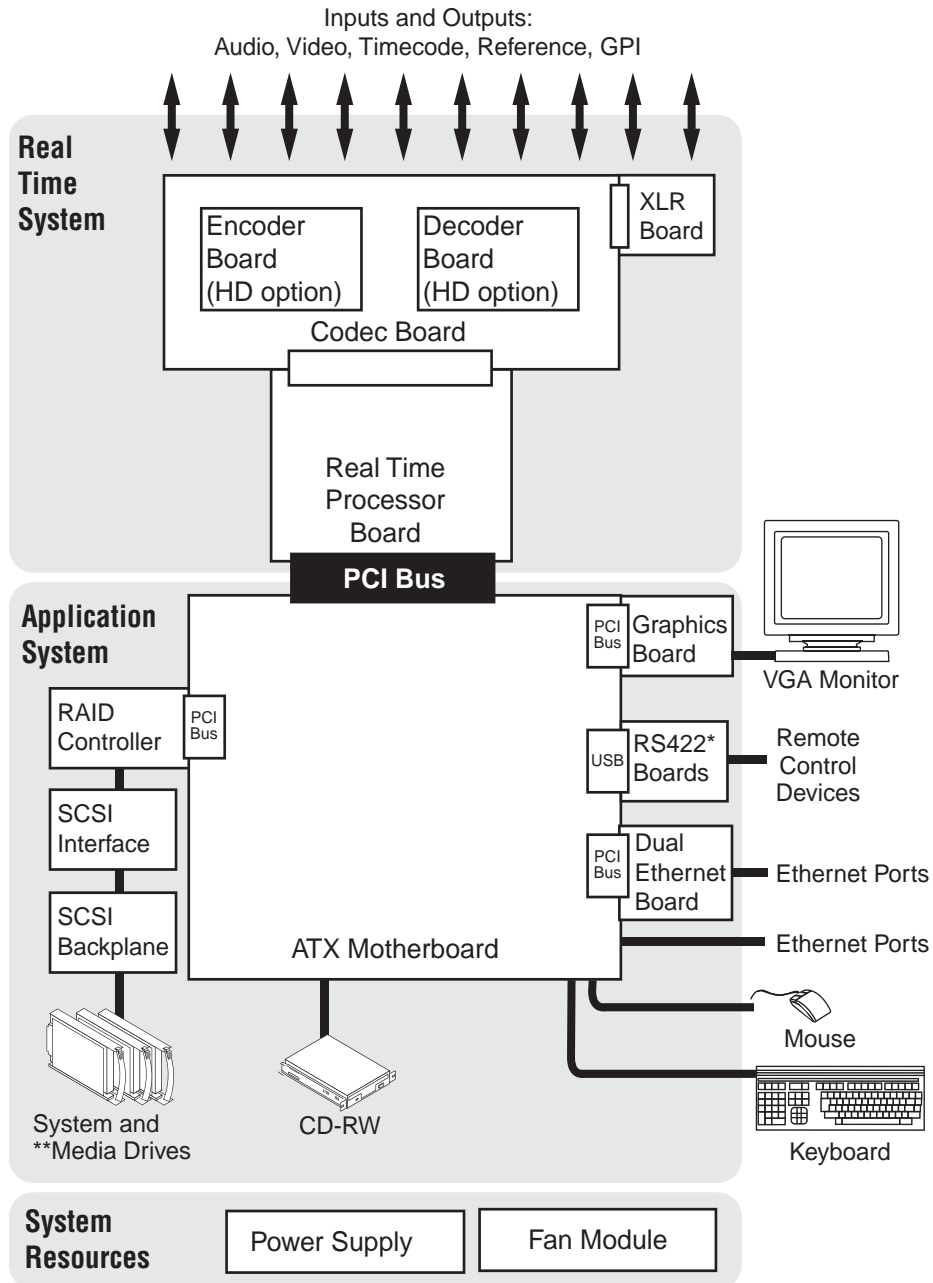 Inputs and Outputs:
Audio, Video, Timecode, Reference, GPI
Real
Time
System
XLR
Board
Encoder
Board
(HD option)
Decoder
Board
(HD option)
Codec Board
Real Time
Processor
Board
PCI Bus
Application
System
PCI
Bus
Graphics
Board
VGA Monitor
RAID
Controller
PCI
Bus
USB
RS422*
Boards
Remote
Control
Devices
SCSI
Interface
PCI
Bus
Dual
Ethernet
Board
Ethernet Ports
SCSI
Backplane
ATX Motherboard
Ethernet Ports
Mouse
System and
**Media Drives
CD-RW
Keyboard
System
Resources
Power Supply
Fan Module